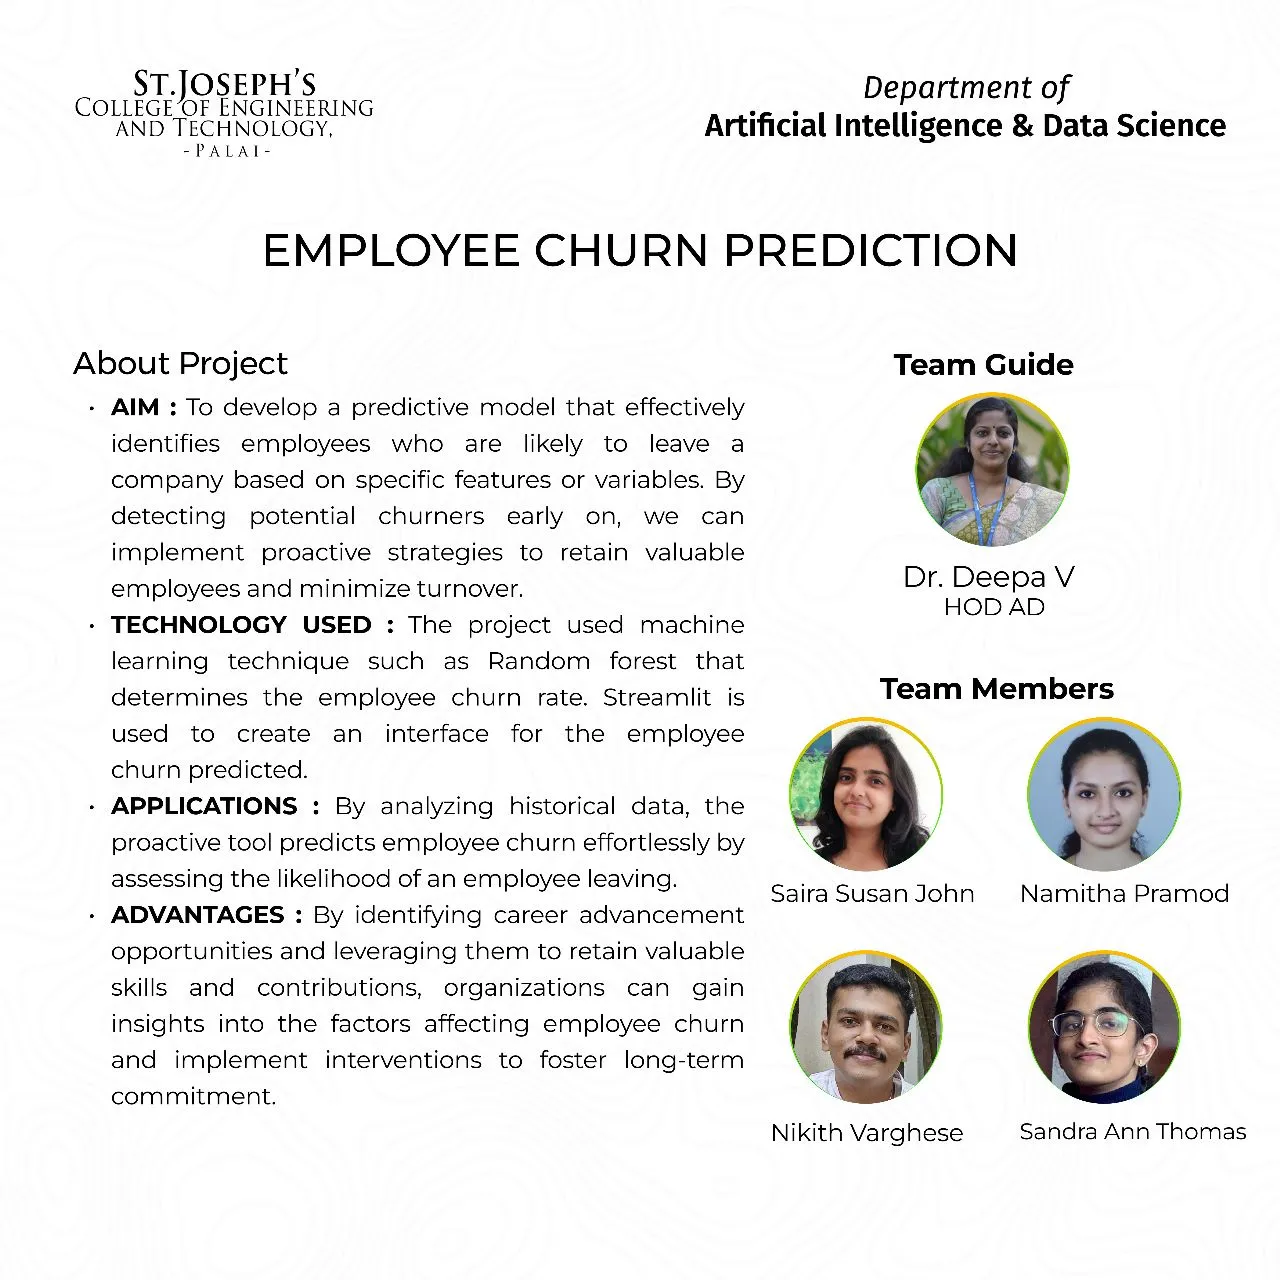 ST.JOSEPH'S
COLLEGE OF ENGINEERING
AND TECHNOLOGY,
-PALAI-
Department of
Artificial Intelligence & Data Science
EMPLOYEE CHURN PREDICTION
About Project
• AIM : To develop a predictive model that effectively
identifies employees who are likely to leave a
company based on specific features or variables. By
detecting potential churners early on, we can
implement proactive strategies to retain valuable
employees and minimize turnover.
• TECHNOLOGY USED : The project used machine
learning technique such as Random forest that
determines the employee churn rate. Streamlit is
used to create an interface for the employee
churn predicted.
• APPLICATIONS : By analyzing historical data, the
proactive tool predicts employee churn effortlessly by
assessing the likelihood of an employee leaving.
• ADVANTAGES : By identifying career advancement
opportunities and leveraging them to retain valuable
skills and contributions, organizations can gain
insights into the factors affecting employee churn
and implement interventions to foster long-term
commitment.
Team Guide
Dr. Deepa V
HOD AD
Team Members
Saira Susan John
Namitha Pramod
Nikith Varghese
Sandra Ann Thomas